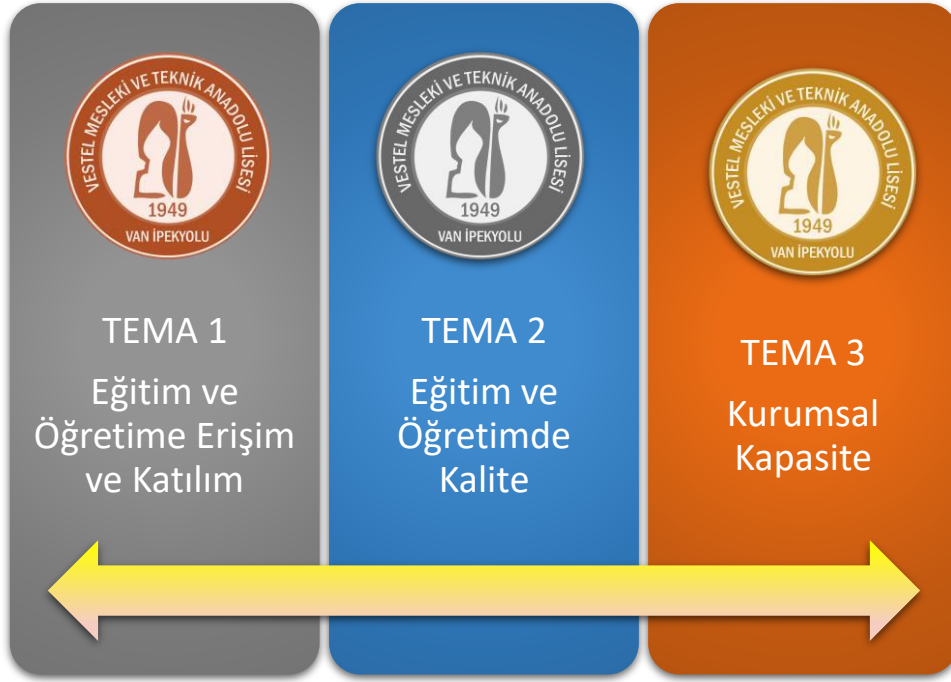 VESTEL MESLEKİ VE TEKNİK ANADOLU LİSESİ
1949
VAN İPEKYOLU
TEMA 1
Eğitim ve
Öğretime Erişim
ve Katılım
VESTEL MESLEKİ VE TEKNİK ANADOLU LİSESİ
1949
VAN İPEKYOLU
TEMA 2
Eğitim ve
Öğretimde
Kalite
VESTEL MESLEKİ VE TEKNİK ANADOLU LİSESİ
1949
VAN İPEKYOLU
TEMA 3
Kurumsal
Kapasite